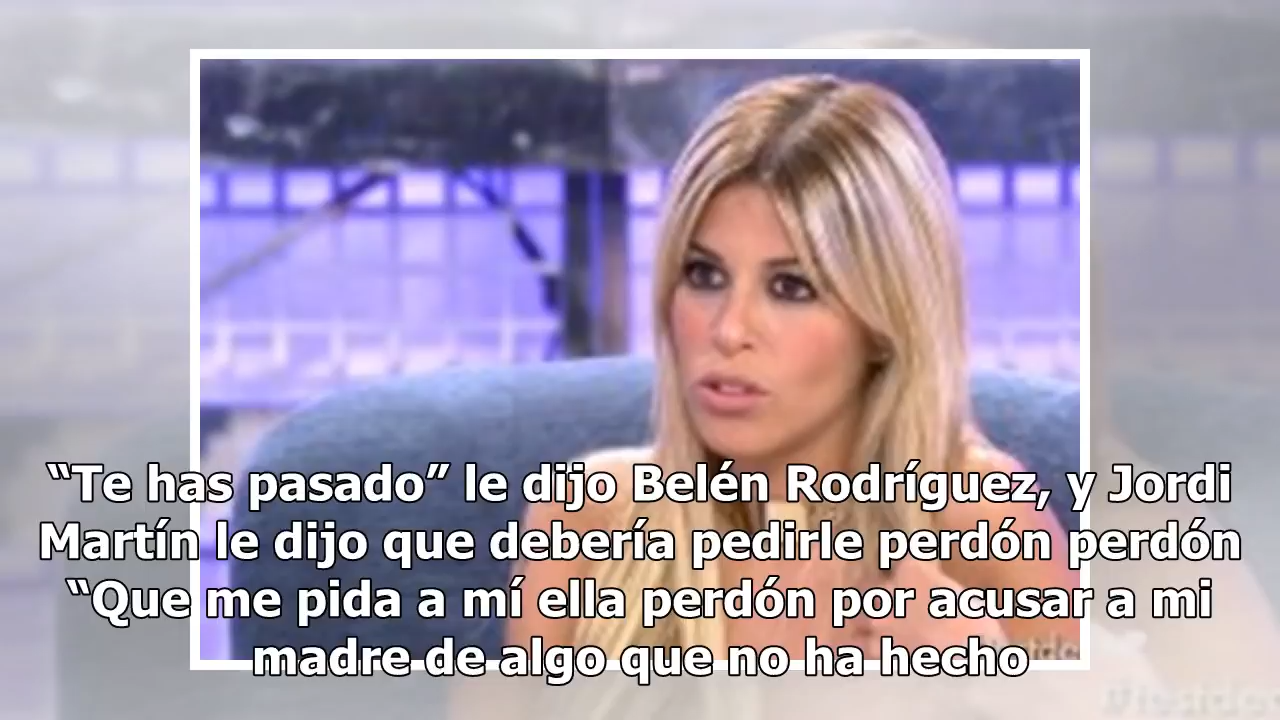 “Te has pasado” le dijo Belén Rodríguez, y Jordi
Martín le dijo que debería pedirle perdón perdón
“Que me pida a mí ella perdón por acusar a mi
madre de algo que no ha hecho